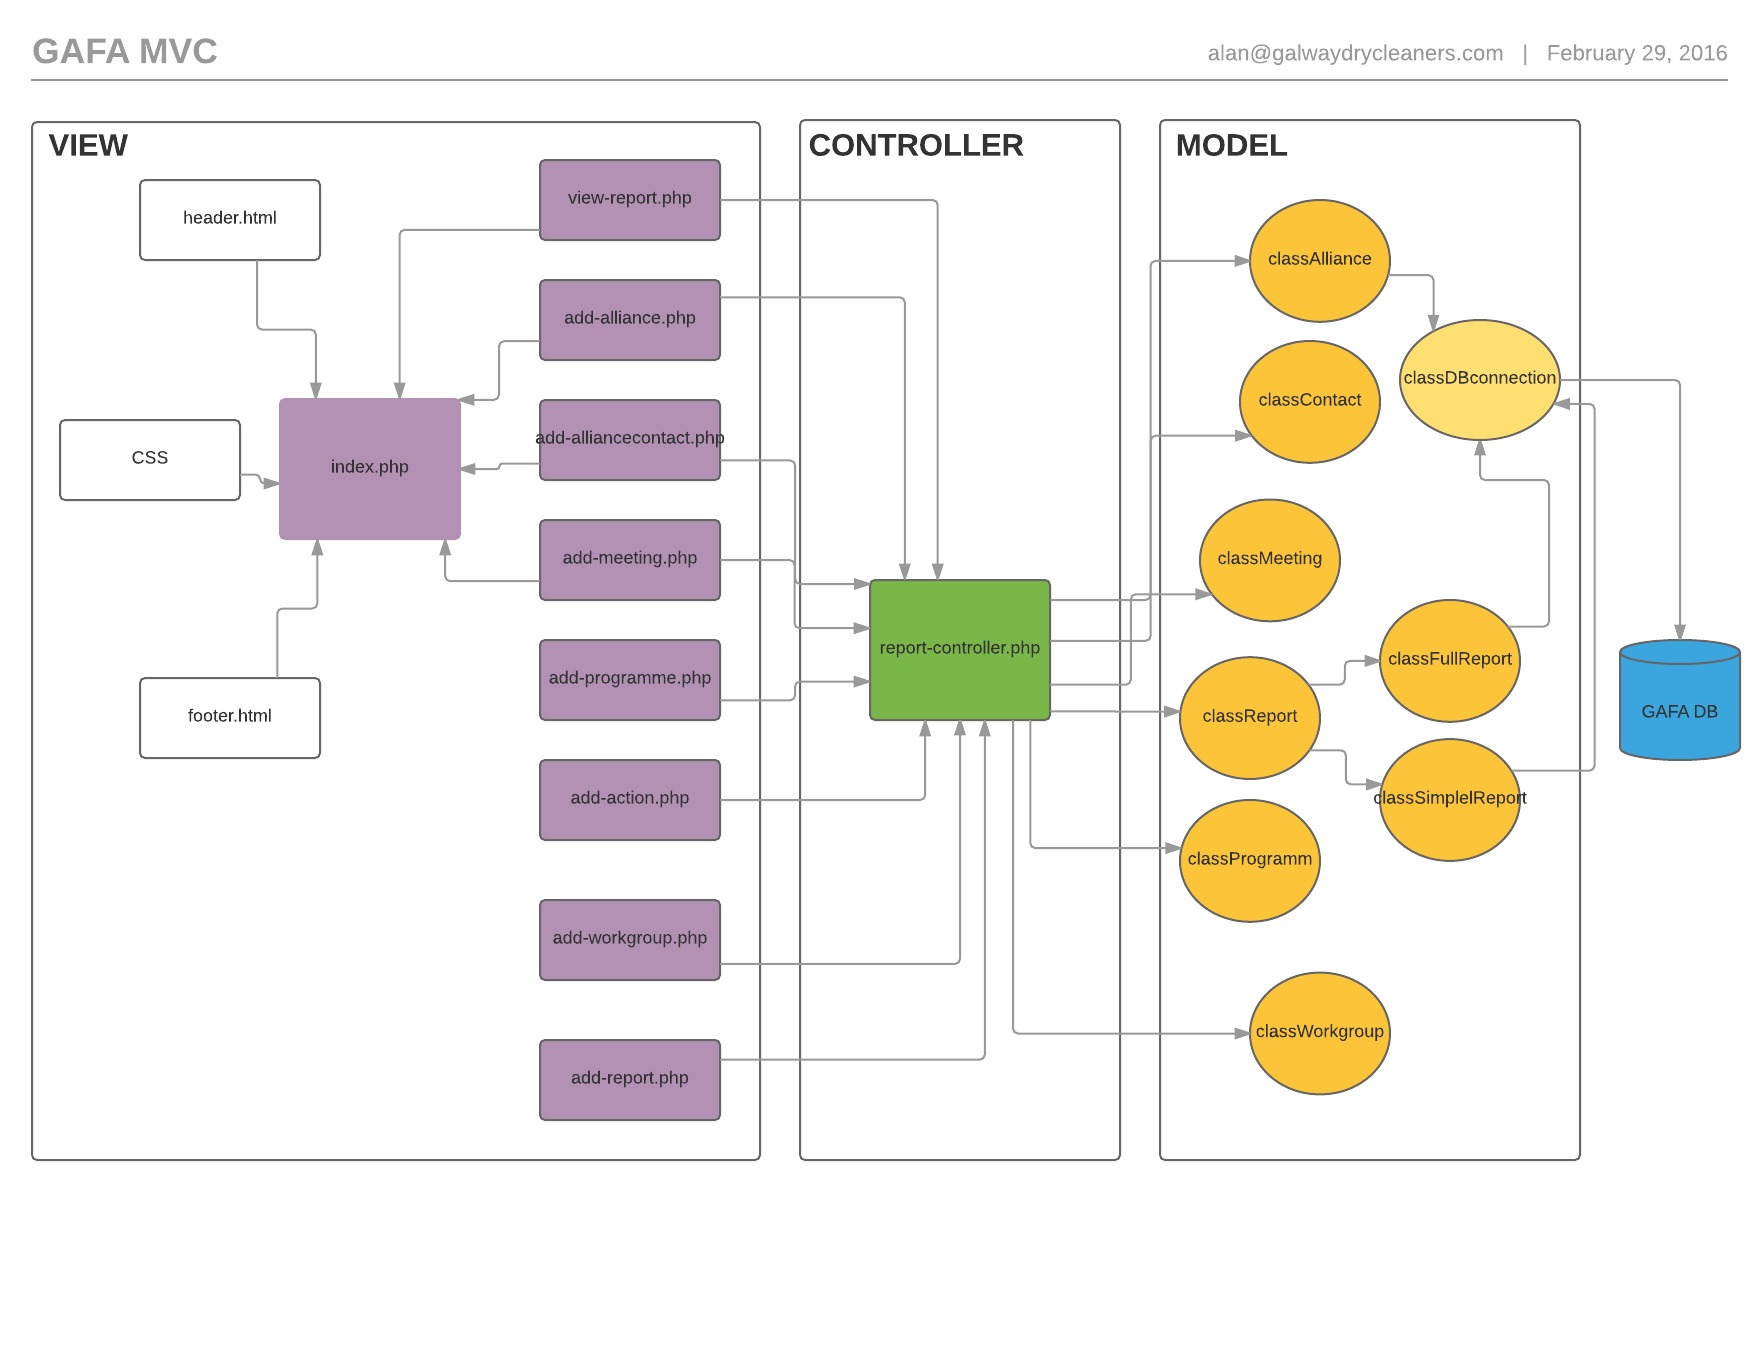 GAFA MVC
alan@galwaydrycleaners.com | February 29, 2016
VIEW
header.html
CSS
index.php
footer.html
view-report.php
add-alliance.php
add-alliancecontact.php
add-meeting.php
add-programme.php
add-action.php
add-workgroup.php
add-report.php
CONTROLLER
report-controller.php
MODEL
classAlliance
classDBconnection
classContact
classMeeting
classFullReport
classReport
classSimplelReport
classProgramm
classWorkgroup
GAFA DB